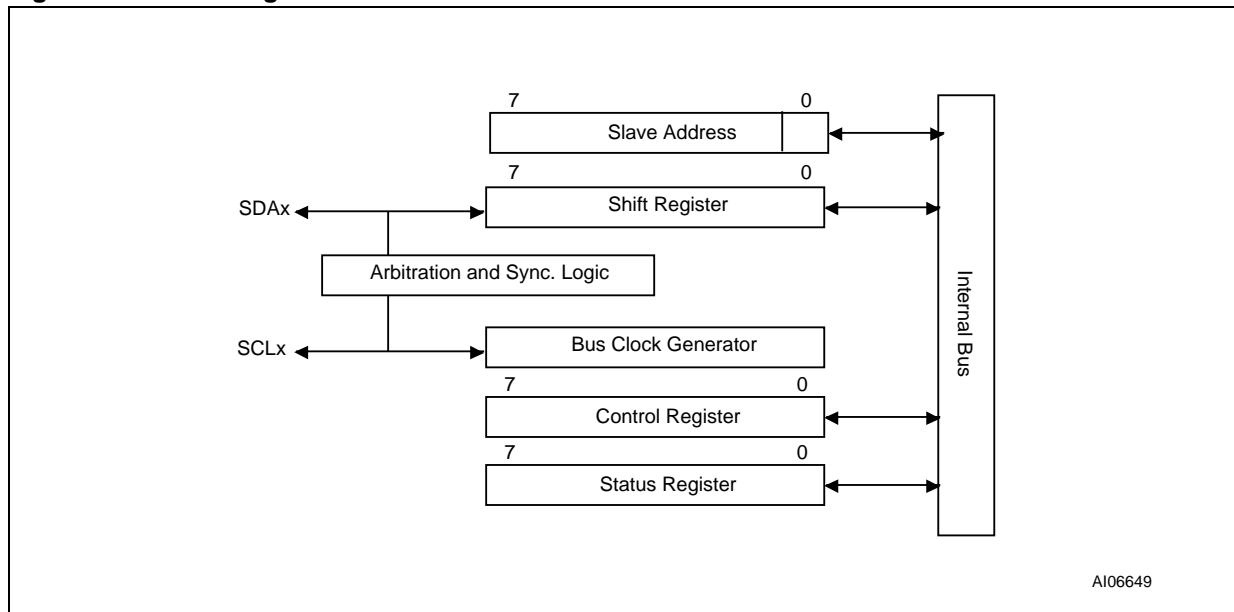 7 0
Slave Address
7 0
SDAx
Shift Register
Arbitration and Sync. Logic
Internal Bus
SCLx
Bus Clock Generator
7 0
Control Register
7 0
Status Register
AI06649